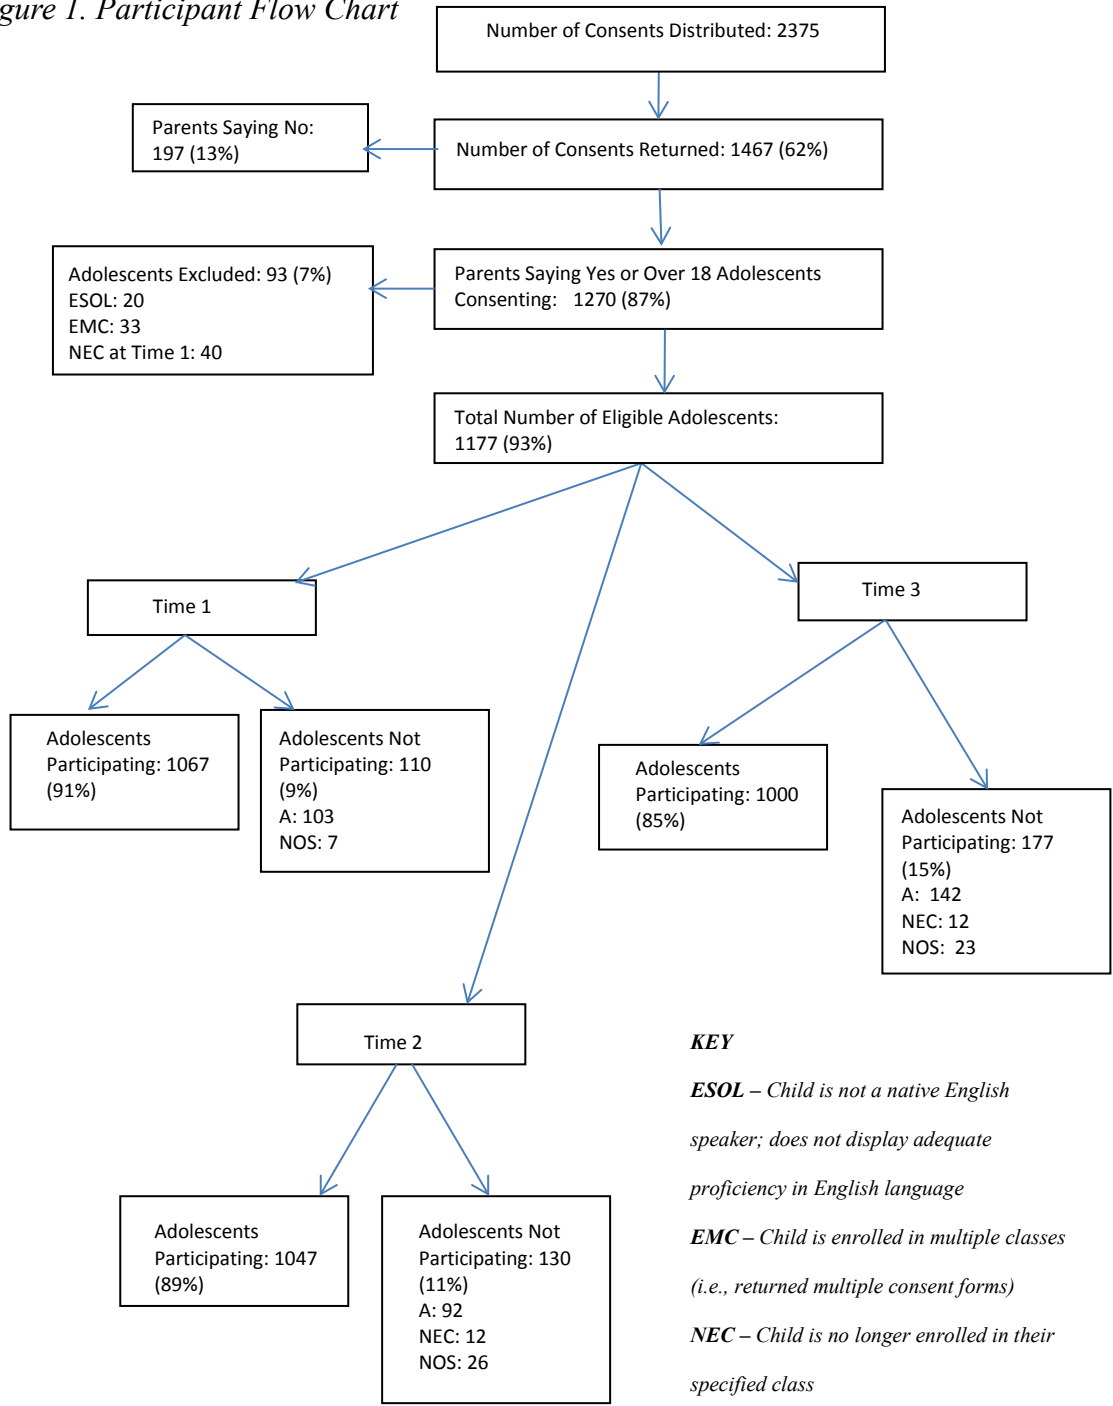 gure 1. Participant Flow Chart
Number of Consents Distributed: 2375
Parents Saying No:
197 (13%)
Number of Consents Returned: 1467 (62%)
Adolescents Excluded: 93 (7%)
ESOL: 20
EMC: 33
NEC at Time 1: 40
Parents Saying Yes or Over 18 Adolescents
Consenting: 1270 (87%)
Total Number of Eligible Adolescents:
1177 (93%)
Time 1
Time 3
Adolescents
Participating: 1067
(91%)
Adolescents Not
Participating: 110
(9%)
A: 103
NOS: 7
Adolescents
Participating: 1000
(85%)
Adolescents Not
Participating: 177
(15%)
A: 142
NEC: 12
NOS: 23
Time 2
Adolescents
Participating: 1047
(89%)
Adolescents Not
Participating: 130
(11%)
A: 92
NEC: 12
NOS: 26
KEY
ESOL – Child is not a native English
speaker; does not display adequate
proficiency in English language
EMC – Child is enrolled in multiple classes
(i.e., returned multiple consent forms)
NEC – Child is no longer enrolled in their
specified class